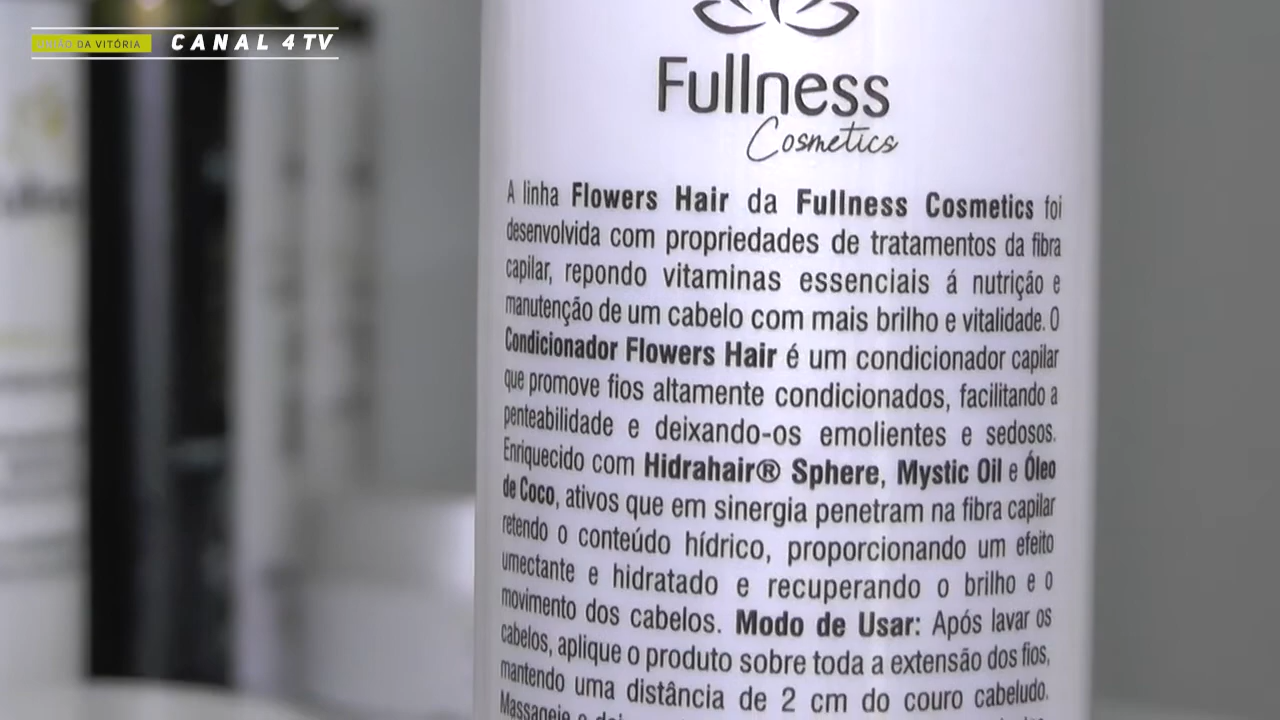 CANAL 4 TV
Fullness
Cosmetics
A linha Flowers Hair da Fullness Cosmetics foi
desenvolvida com propriedades de tratamentos da fibra
capilar, repondo vitaminas essenciais á nutrição e
manutenção de um cabelo com mais brilho e vitalidade. O
Condicionador Flowers Hair é um condicionador capilar
que promove fios altamente condicionados, facilitando a
penteabilidade e deixando-os emolientes e sedosos.
Enriquecido com Hidrahair® Sphere, Mystic Oil e Óleo
de Coco, ativos que em sinergia penetram na fibra capilar
retendo o conteúdo hídrico, proporcionando um efeito
umectante e hidratado e recuperando o brilho e o
movimento dos cabelos. Modo de Usar: Após lavar os
cabelos, aplique o produto sobre toda a extensão dos fios,
mantendo uma distância de 2 cm do couro cabeludo.
Massageie e